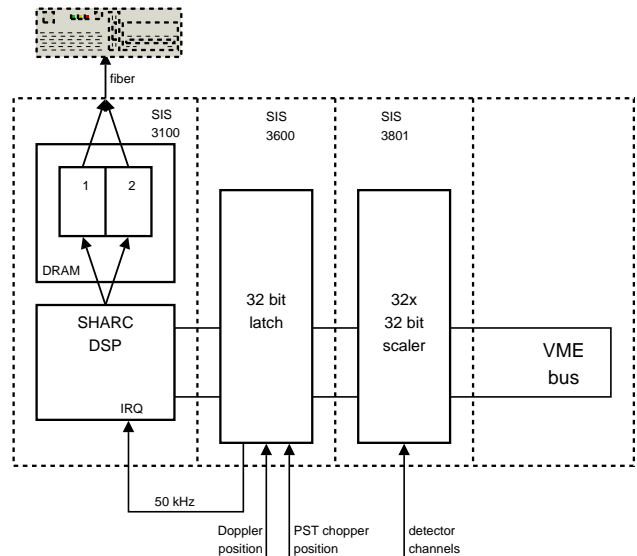 fiber
SIS
3100
SIS
3600
SIS
3801
1 2
DRAM
SHARC
DSP
IRQ
32 bit
latch
32x
32 bit
scaler
VME
bus
50 kHz
Doppler
position
PST chopper
position
detector
channels